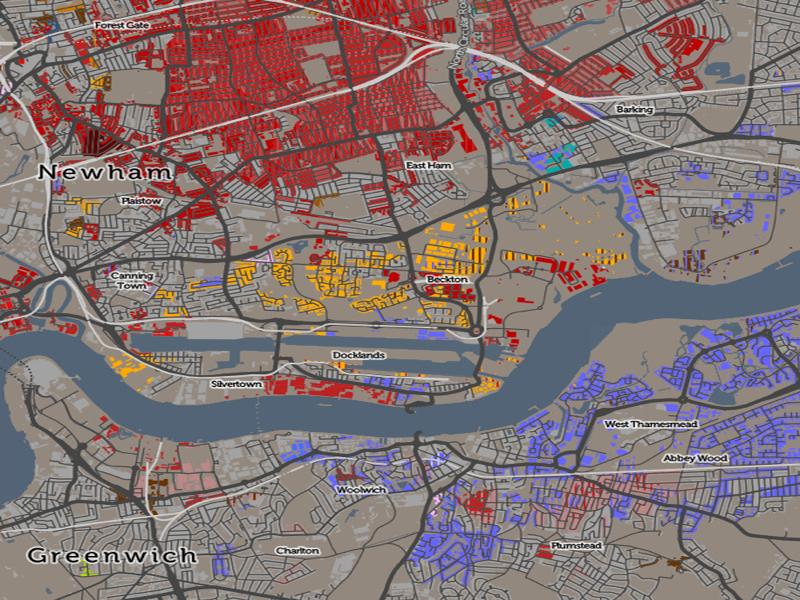 Forest Gate
Barking
East Ham
Newham
Plaistow
Canning
Town
Beckton
Docklands
Silvertown
West Thamesmead
Abbey Wood
Woolwich
Plumstead
Charlton
Greenwich